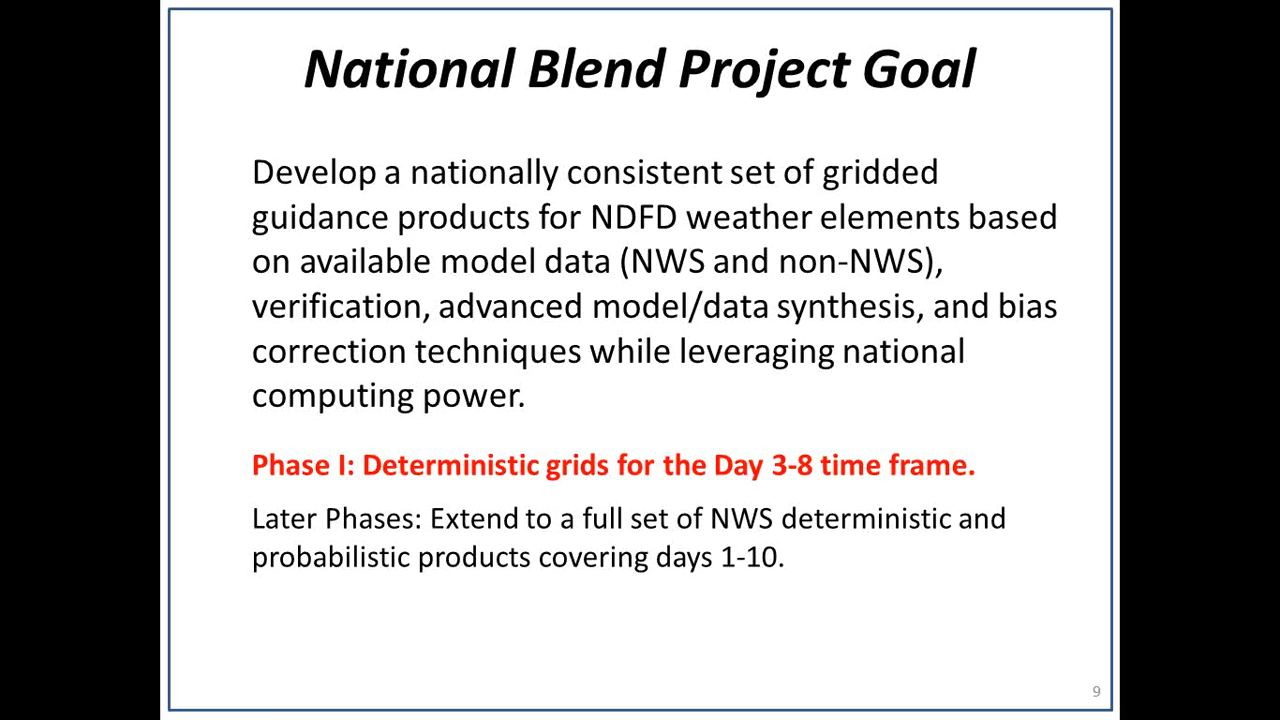 National Blend Project Goal
Develop a nationally consistent set of gridded
guidance products for NDFD weather elements based
on available model data (NWS and non-NWS),
verification, advanced model/data synthesis, and bias
correction techniques while leveraging national
computing power.
Phase I: Deterministic grids for the Day 3-8 time frame.
Later Phases: Extend to a full set of NWS deterministic and
probabilistic products covering days 1-10.
9